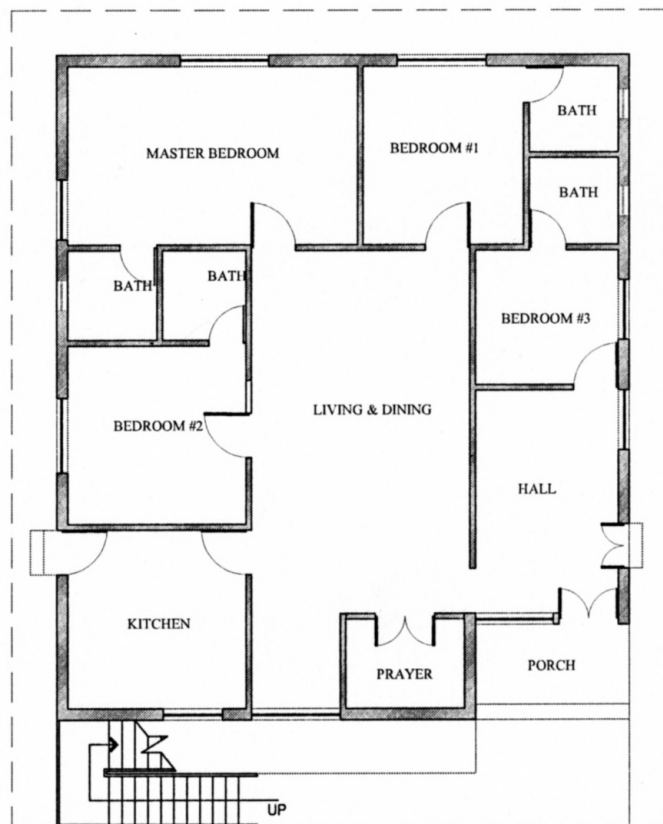 BATH
MASTER BEDROOM
BEDROOM #1
BATH
BATH
BATH
BEDROOM #3
LIVING & DINING
BEDROOM #2
HALL
KITCHEN
PRAYER
PORCH
UP